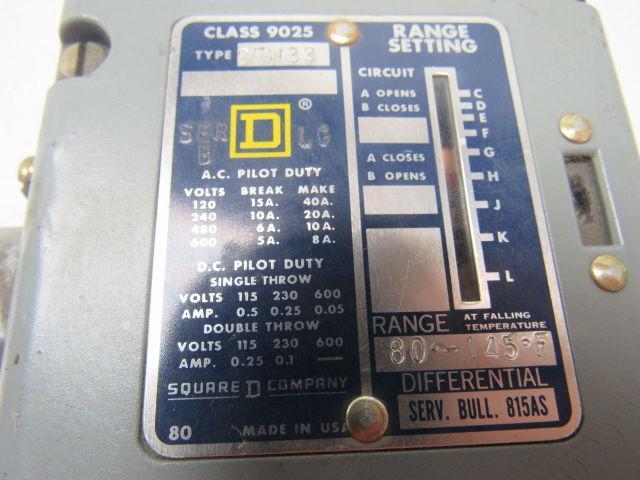 CLASS 9025
TYPE
SER D LG
B
®
A.C. PILOT DUTY
VOLTS BREAK MAKE
120 15A. 40A.
240 10A. 20A.
480 6A. 10A.
600 5A. 8A.
D.C. PILOT DUTY
SINGLE THROW
VOLTS 115 230 600
AMP. 0.5 0.25 0.05
DOUBLE THROW
VOLTS 115 230 600
AMP. 0.25 0.1 —
SQUARE D COMPANY
80 MADE IN USA
RANGE
SETTING
CIRCUIT
A OPENS
B CLOSES
A CLOSES
B OPENS
C
D
E
F
G
H
J
K
L
RANGE AT FALLING
TEMPERATURE
80°~145°F
DIFFERENTIAL
SERV. BULL. 815AS